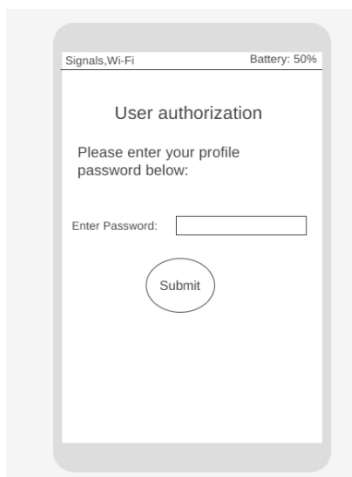 Signals,Wi-Fi Battery: 50%
User authorization
Please enter your profile
password below:
Enter Password:
Submit